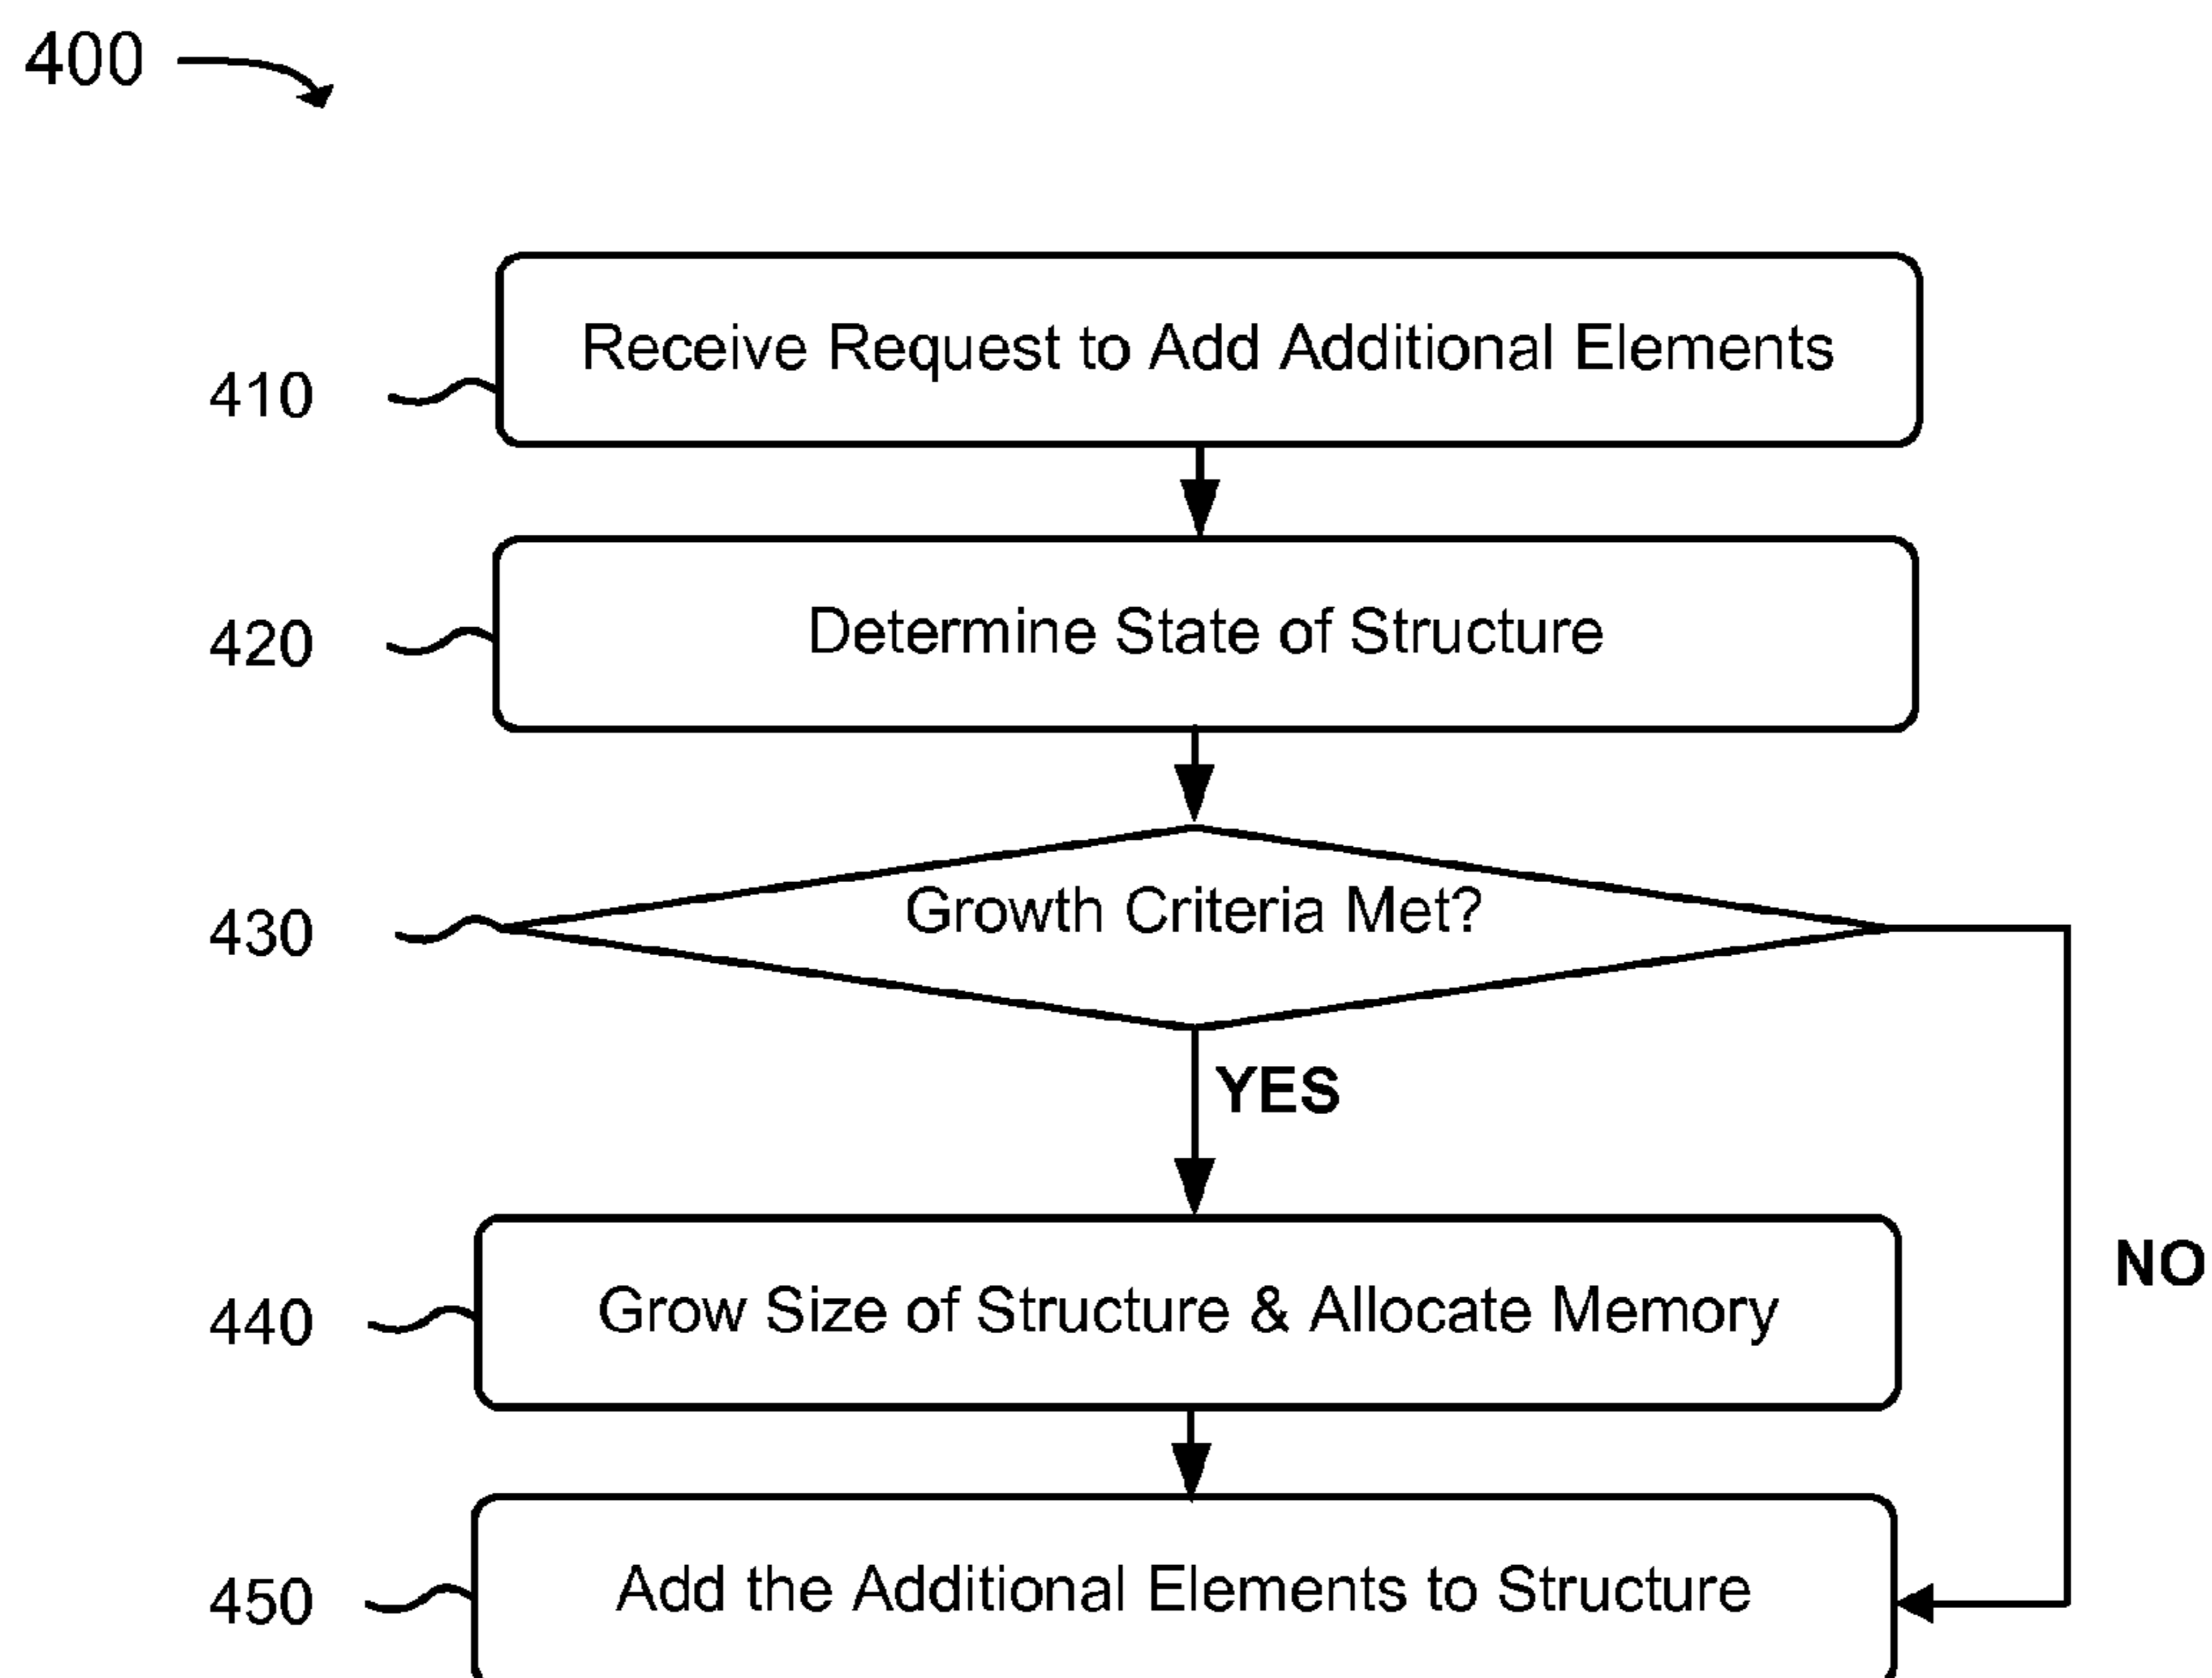 400
Receive Request to Add Additional Elements
410
Determine State of Structure
420
Growth Criteria Met?
430
YES
NO
Grow Size of Structure & Allocate Memory
440
Add the Additional Elements to Structure
450